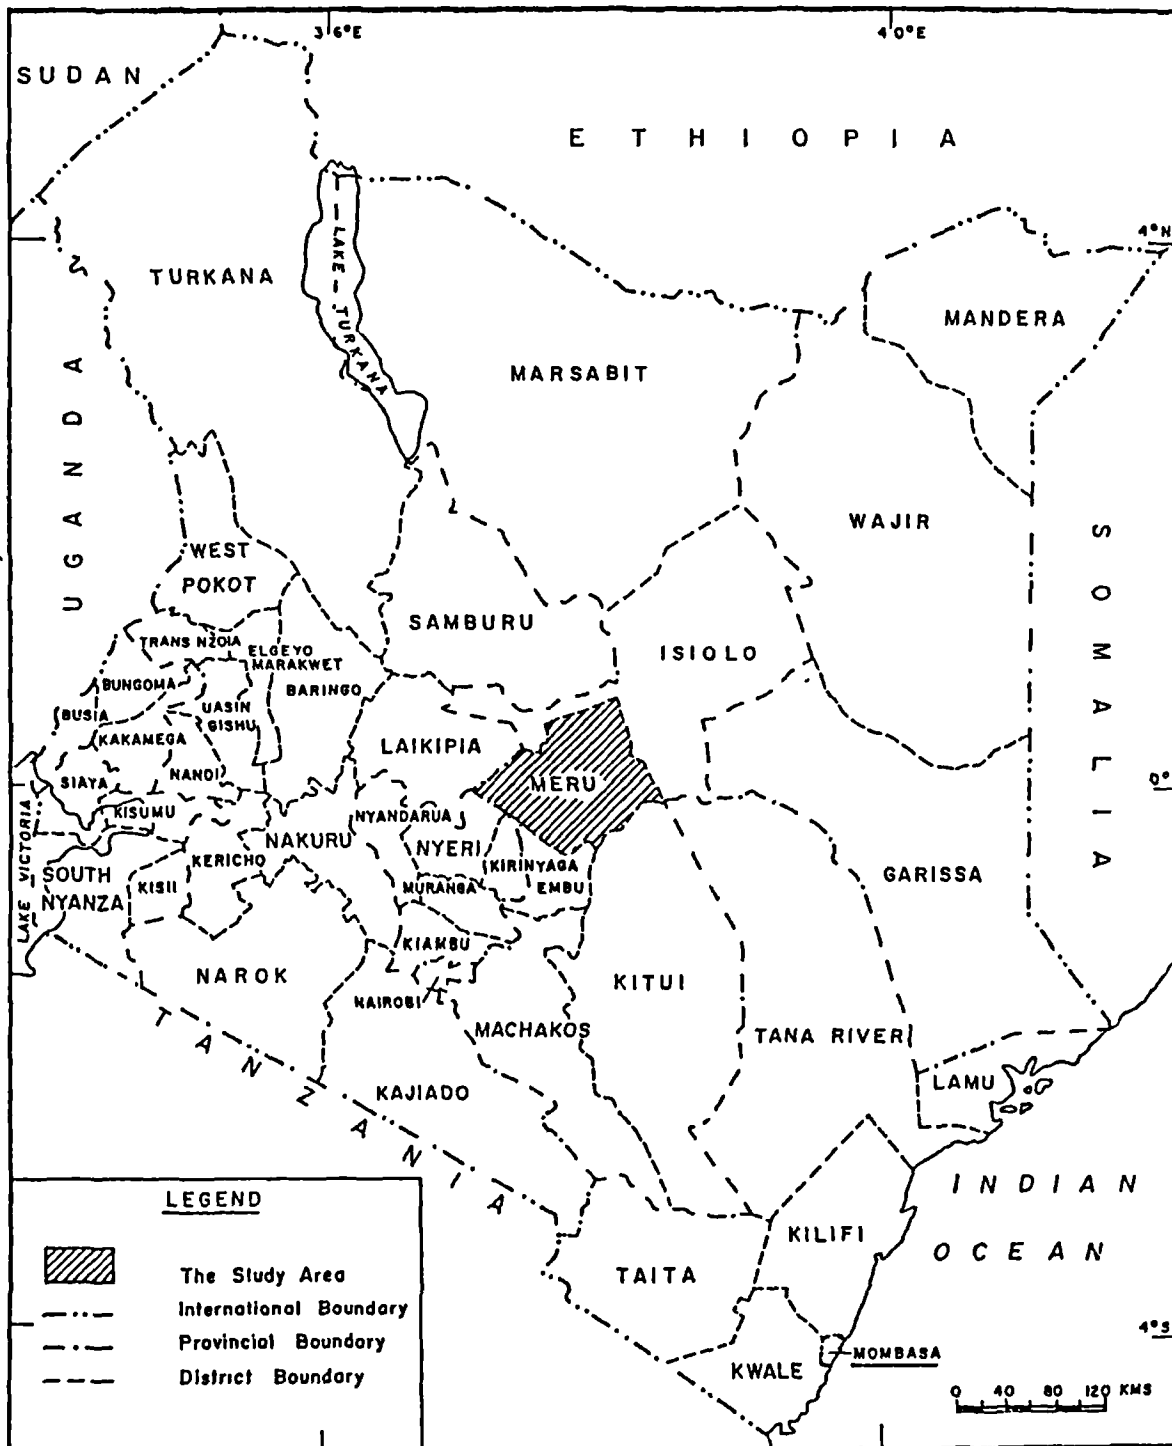 36°E
40°E
SUDAN
ETHIOPIA
4°N
TURKANA
LAKE TURKANA
MANDERA
MARSABIT
UGANDA
WAJIR
SOMALIA
WEST
POKOT
SAMBURU
TRANS NZOIA
ELGEYO
MARAKWET
ISIOLO
BUNGOMA
BARINGO
UASIN
GISHU
BUSIA
KAKAMEGA
LAIKIPIA
NANDI
SIAYA
MERU
0°
KISUMU
NYANDARUA
NAKURU
NYERI
KERICHO
KIRINYAGA
LAKE VICTORIA
SOUTH
NYANZA
KISII
MURANGA
EMBU
GARISSA
KIAMBU
NAROK
KITUI
NAIROBI
MACHAKOS
TANA RIVER
TANZANIA
KAJIADO
LAMU
INDIAN
OCEAN
KILIFI
TAITA
4°S
MOMBASA
KWALE
0 40 80 120 KMS
LEGEND
The Study Area
International Boundary
Provincial Boundary
District Boundary